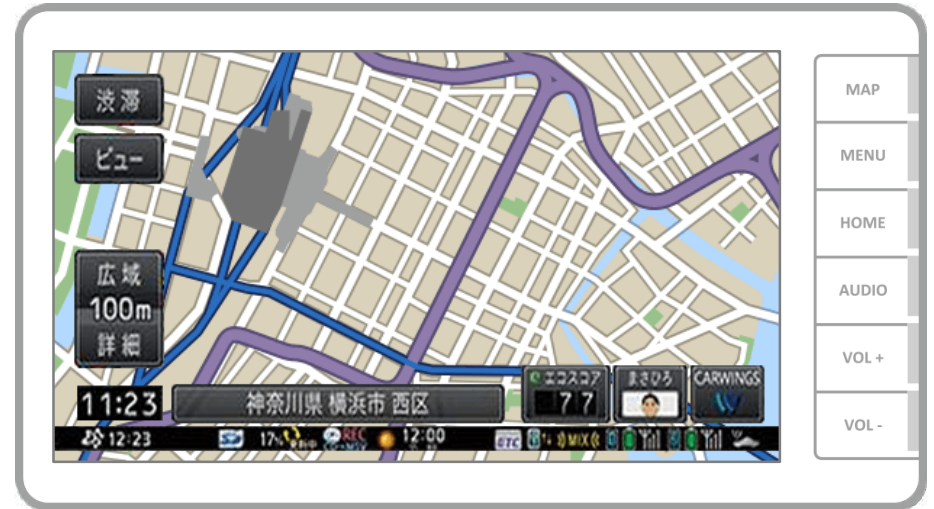 渋滞
ビュー
広域
100m
詳細
11:23
神奈川県 横浜市 西区
エコスコア
77
まさひろ
CARWINGS
12:23
SD
17%
REC
12:00
ETC
MIX
MAP
MENU
HOME
AUDIO
VOL +
VOL -